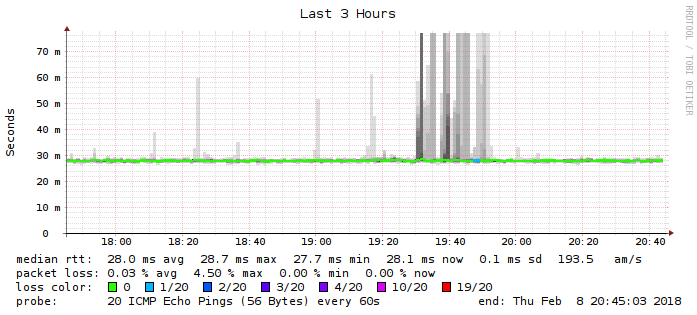 Last 3 Hours
RRDTOOL / TOBI OETIKER
Seconds
70 m
60 m
50 m
40 m
30 m
20 m
10 m
0
18:00 18:20 18:40 19:00 19:20 19:40 20:00 20:20 20:40
median rtt: 28.0 ms avg 28.7 ms max 27.7 ms min 28.1 ms now 0.1 ms sd 193.5 am/s
packet loss: 0.03 % avg 4.50 % max 0.00 % min 0.00 % now
loss color: 0 1/20 2/20 3/20 4/20 10/20 19/20
probe: 20 ICMP Echo Pings (56 Bytes) every 60s end: Thu Feb 8 20:45:03 2018